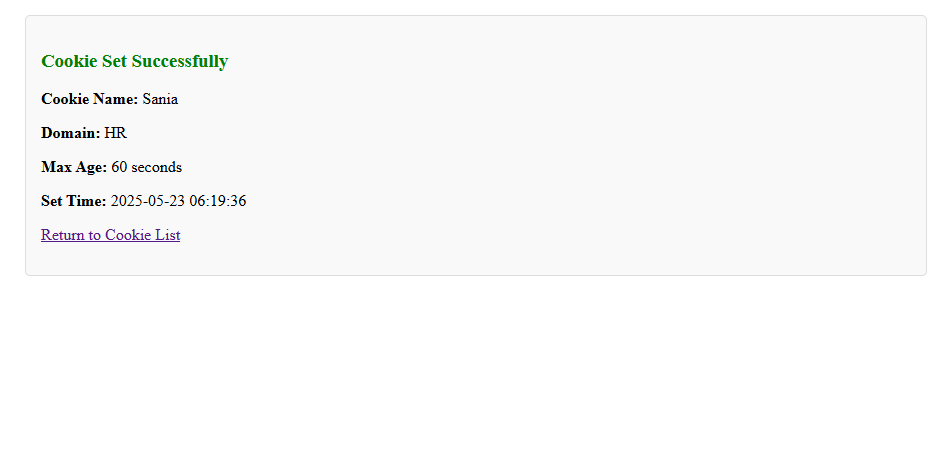 Cookie Set Successfully
Cookie Name: Sania
Domain: HR
Max Age: 60 seconds
Set Time: 2025-05-23 06:19:36
Return to Cookie List